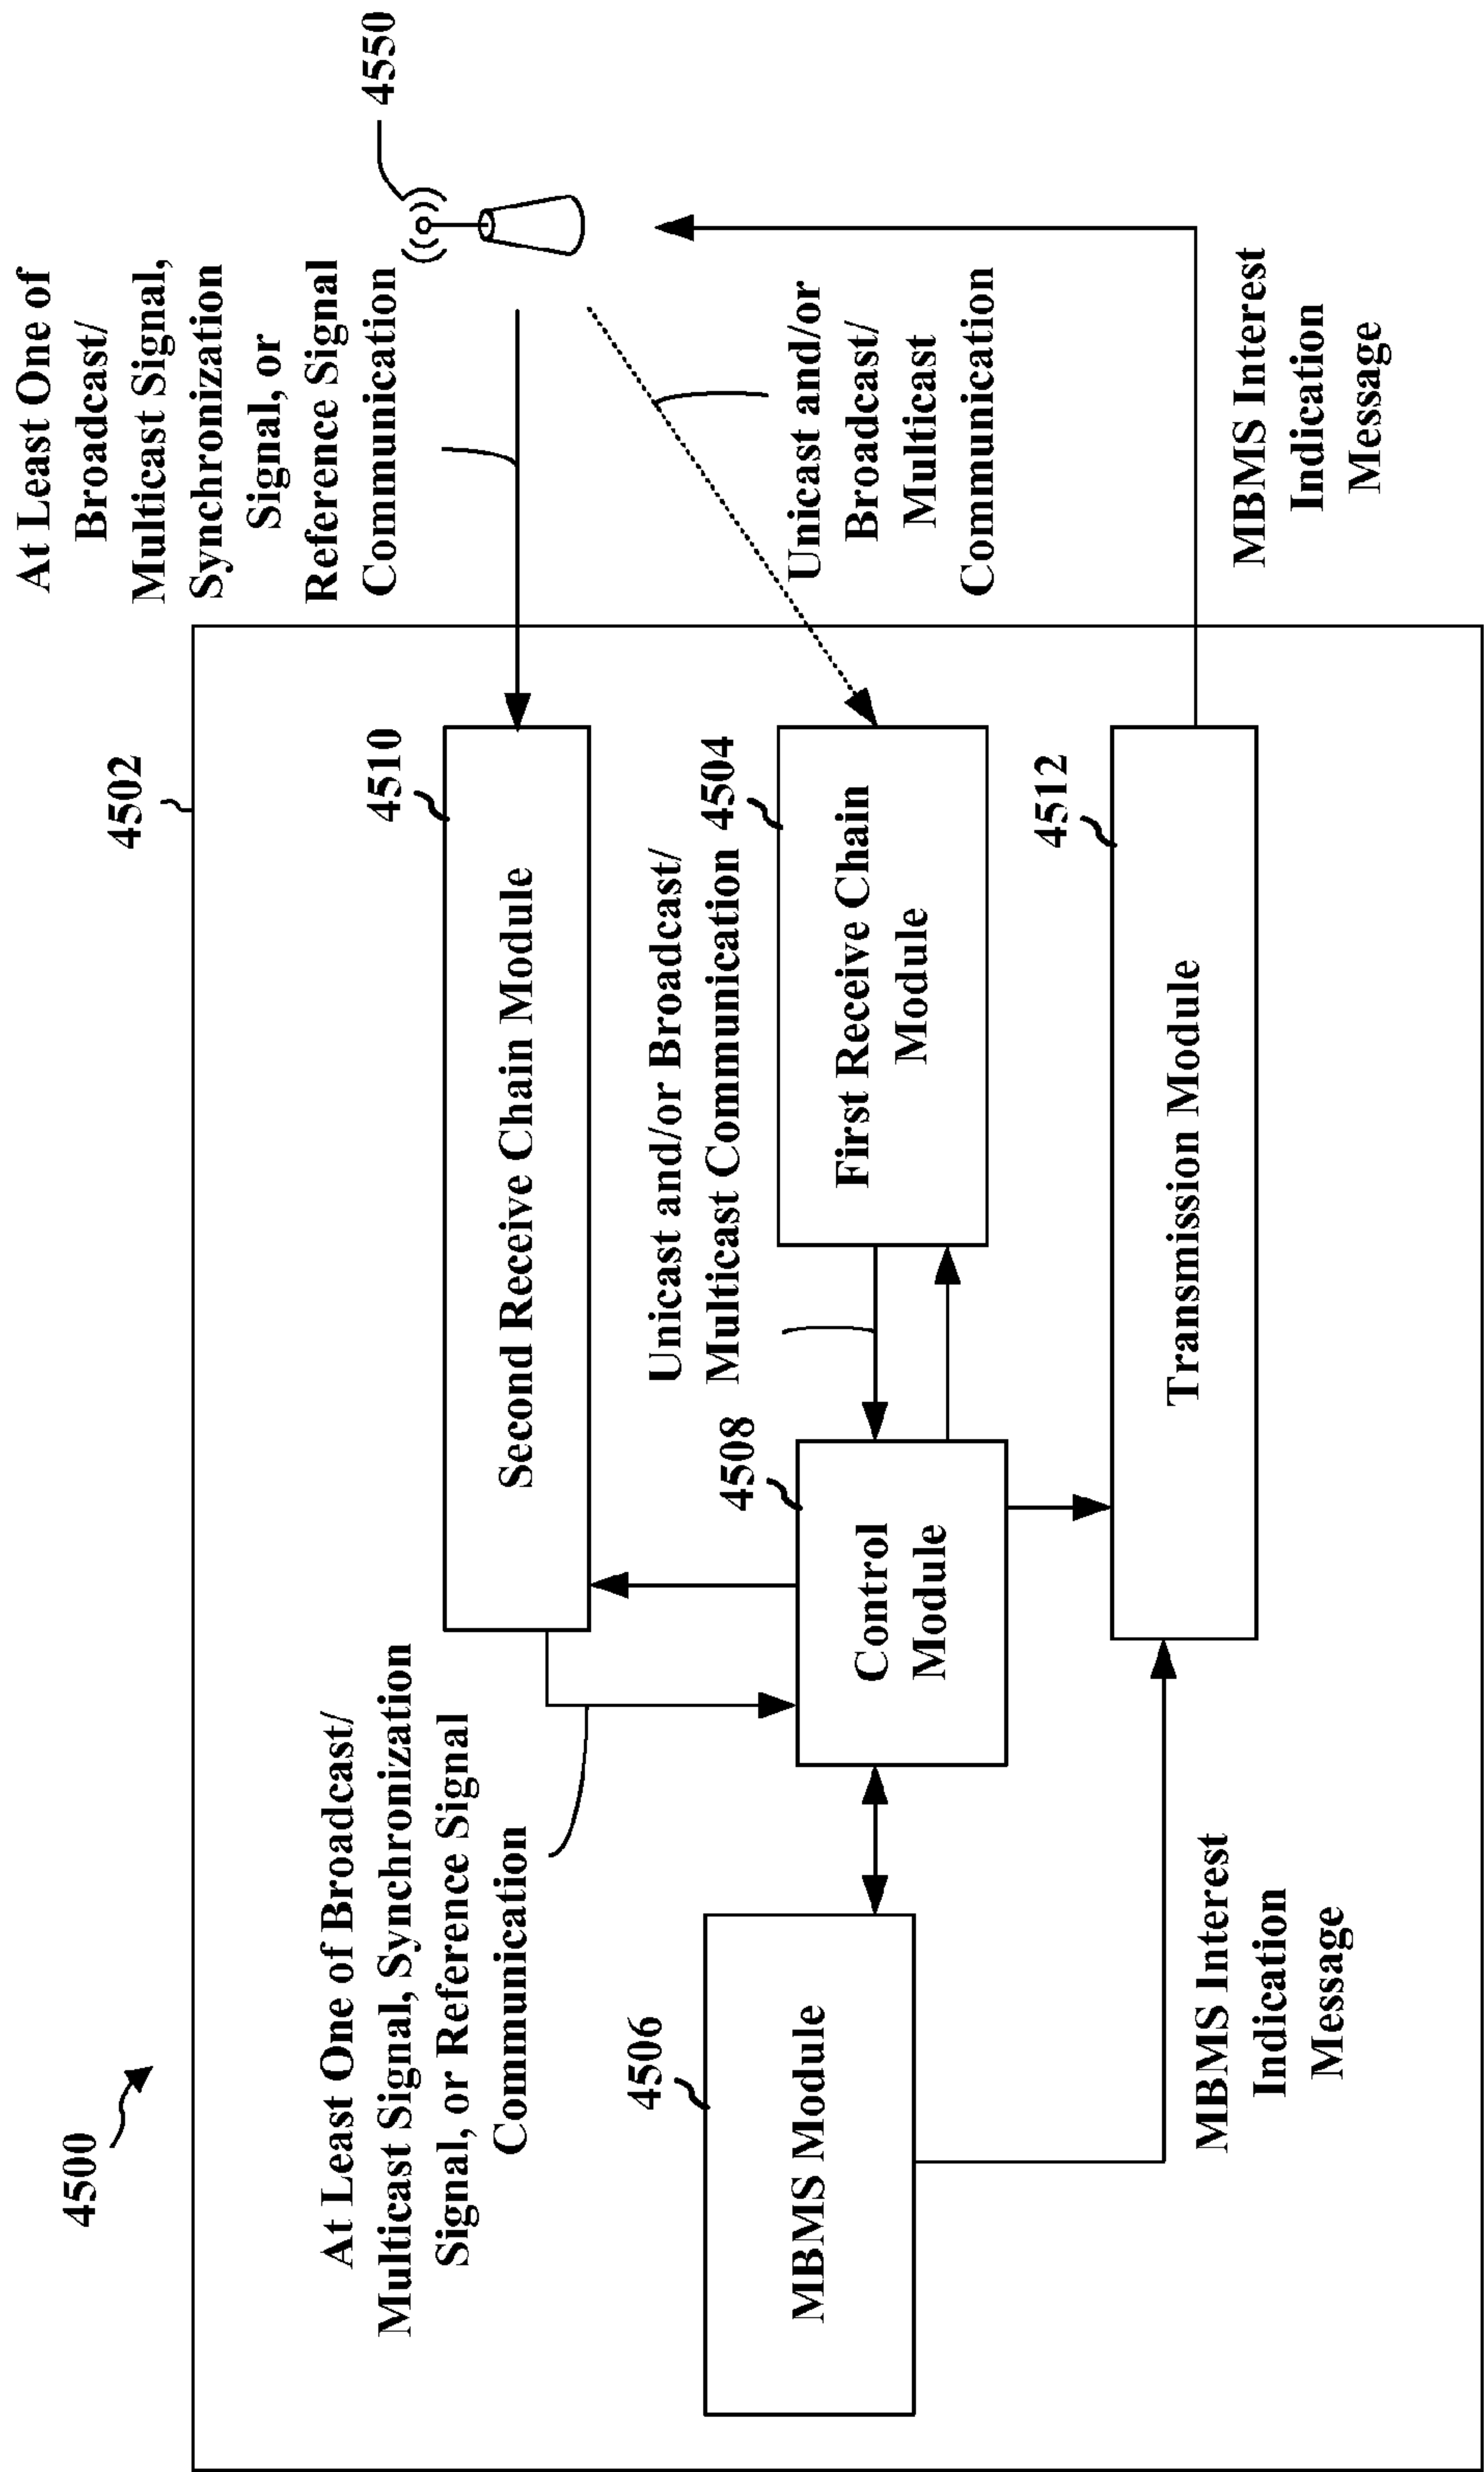 4500
4502
At Least One of
Broadcast/
Multicast Signal,
Synchronization
Signal, or
Reference Signal
Communication
4550
At Least One of Broadcast/
Multicast Signal, Synchronization
Signal, or Reference Signal
Communication
4510
Second Receive Chain Module
4506
MBMS Module
4508
Control
Module
Unicast and/or Broadcast/
Multicast Communication
4504
First Receive Chain
Module
Unicast and/or
Broadcast/
Multicast
Communication
4512
Transmission Module
MBMS Interest
Indication
Message
MBMS Interest
Indication
Message